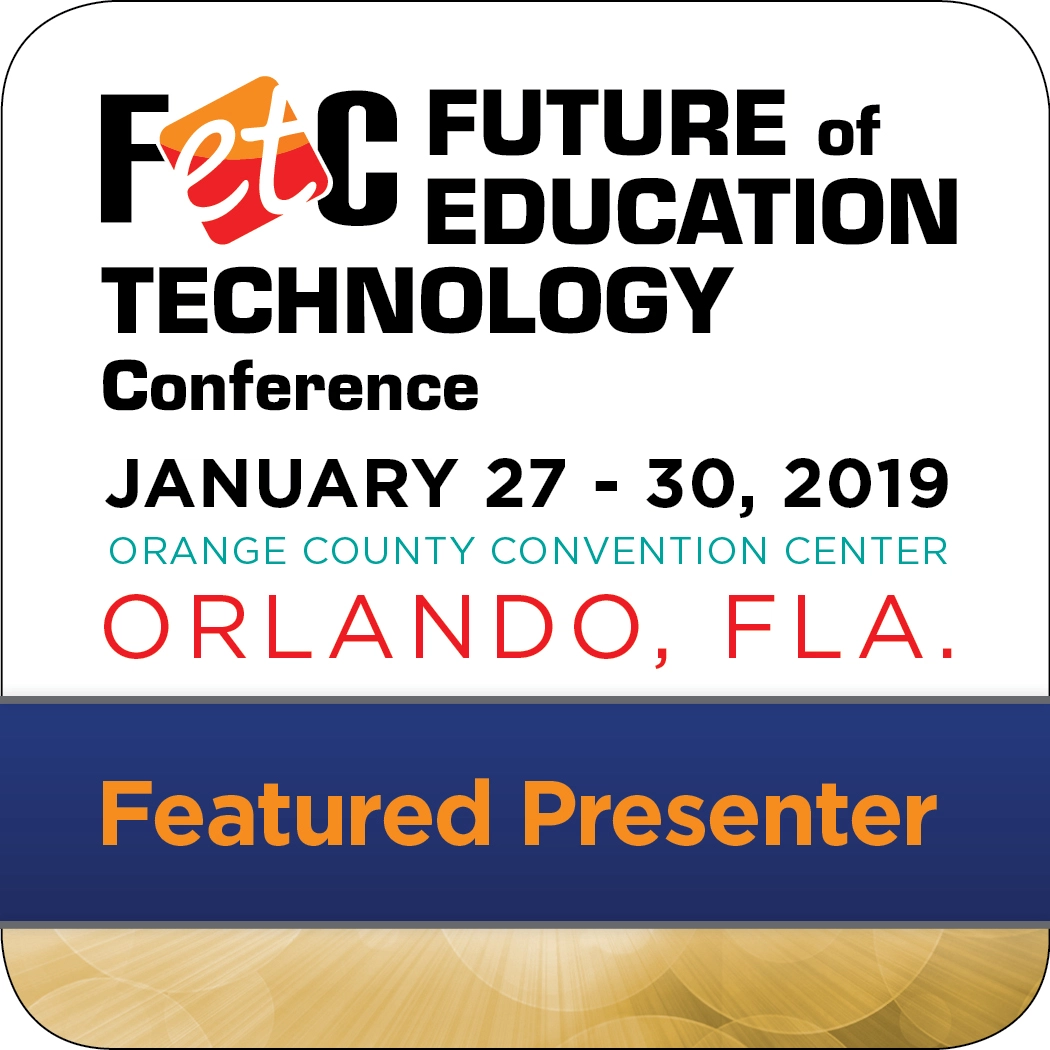 FetC FUTURE of
EDUCATION
TECHNOLOGY
Conference
JANUARY 27 - 30, 2019
ORANGE COUNTY CONVENTION CENTER
ORLANDO, FLA.
Featured Presenter